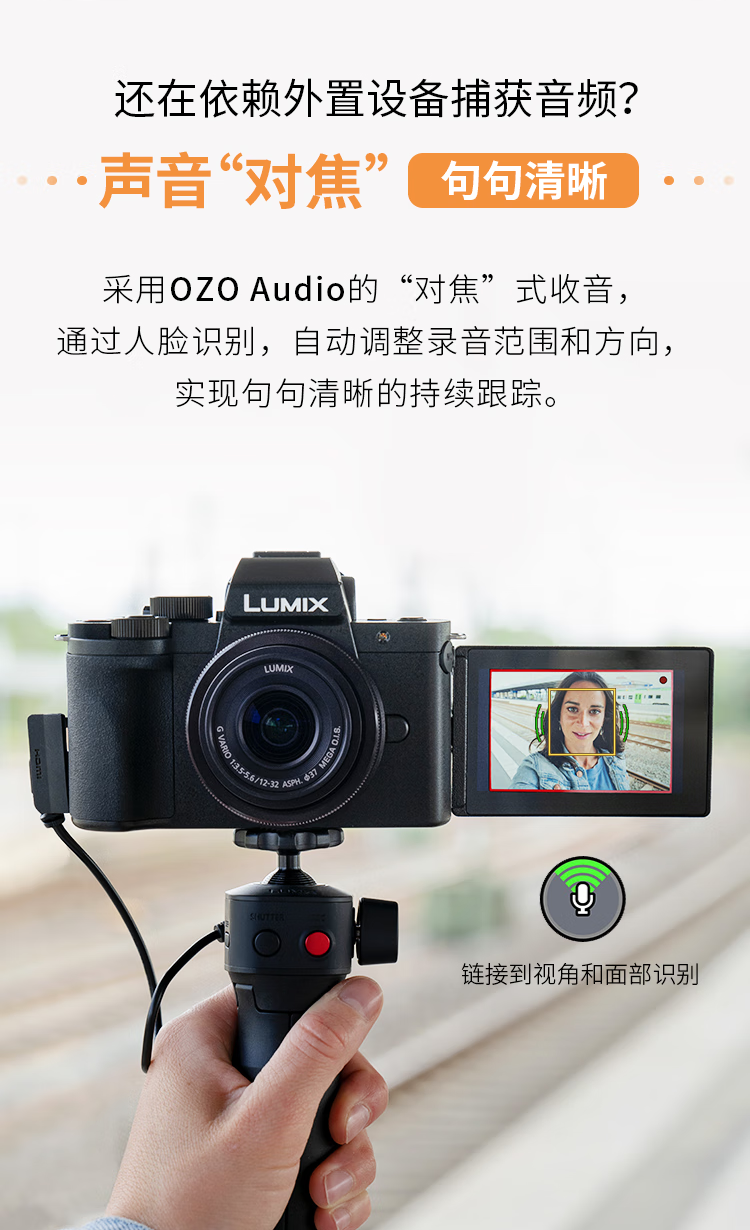 还在依赖外置设备捕获音频？
声音“对焦” 句句清晰
采用OZO Audio的“对焦”式收音，
通过人脸识别，自动调整录音范围和方向，
实现句句清晰的持续跟踪。
LUMIX
LUMIX
G VARIO 1:3.5-5.6/12-32 ASPH. ϕ37 MEGA O.I.S.
HDMI
SHUTTER
链接到视角和面部识别